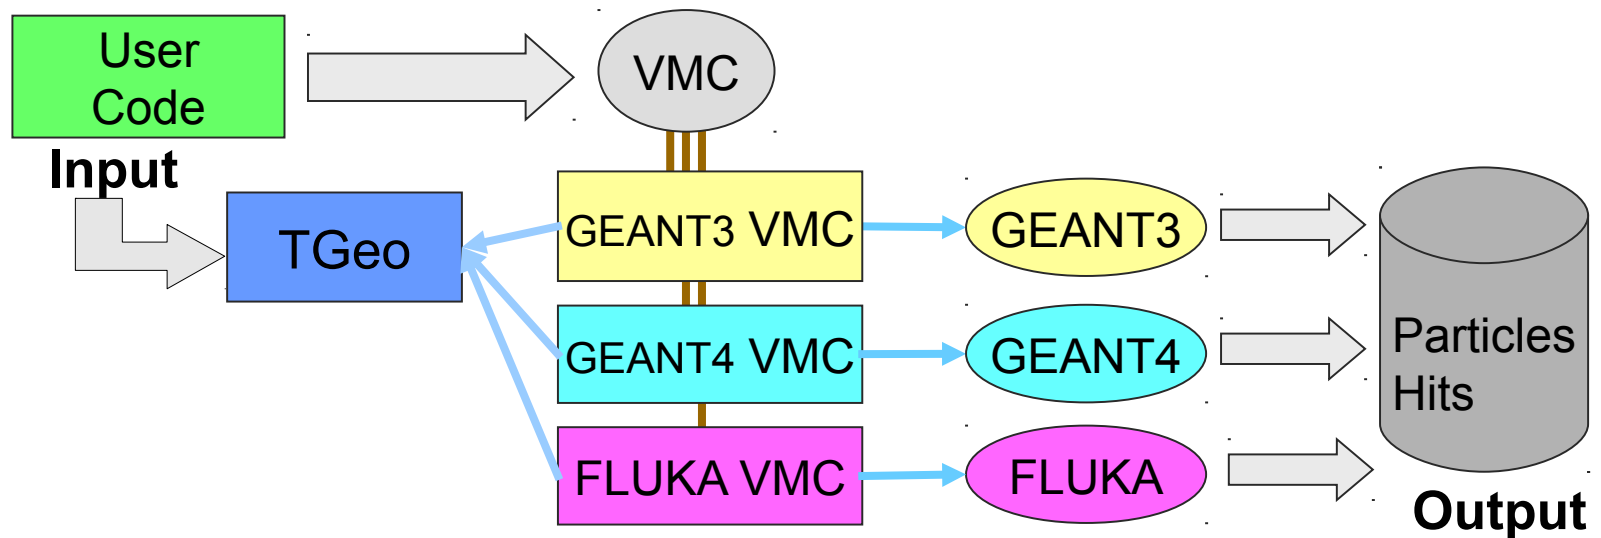 User
Code
VMC
Input
TGeo
GEANT3 VMC
GEANT3
GEANT4 VMC
GEANT4
FLUKA VMC
FLUKA
Particles
Hits
Output